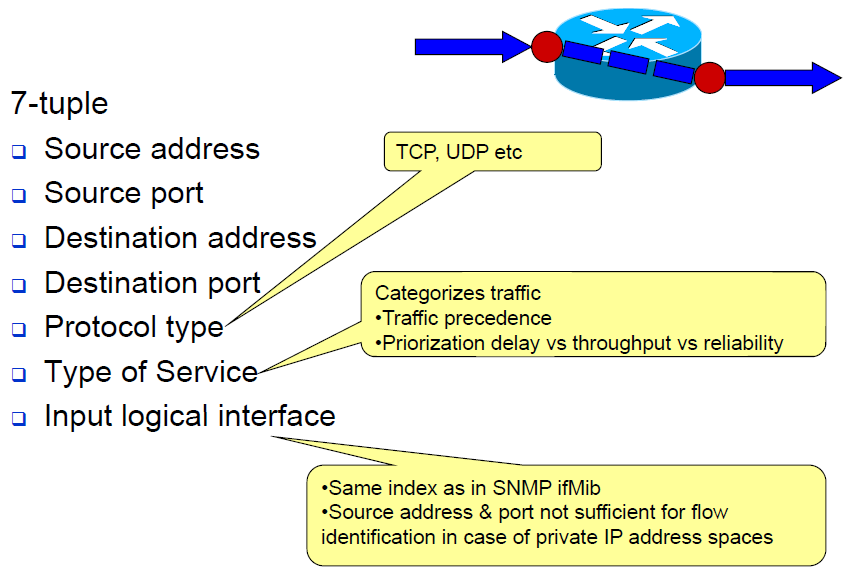 7-tuple
Source address
TCP, UDP etc
Source port
Destination address
Destination port
Categorizes traffic
•Traffic precedence
•Priorization delay vs throughput vs reliability
Protocol type
Type of Service
Input logical interface
•Same index as in SNMP ifMib
•Source address & port not sufficient for flow
identification in case of private IP address spaces